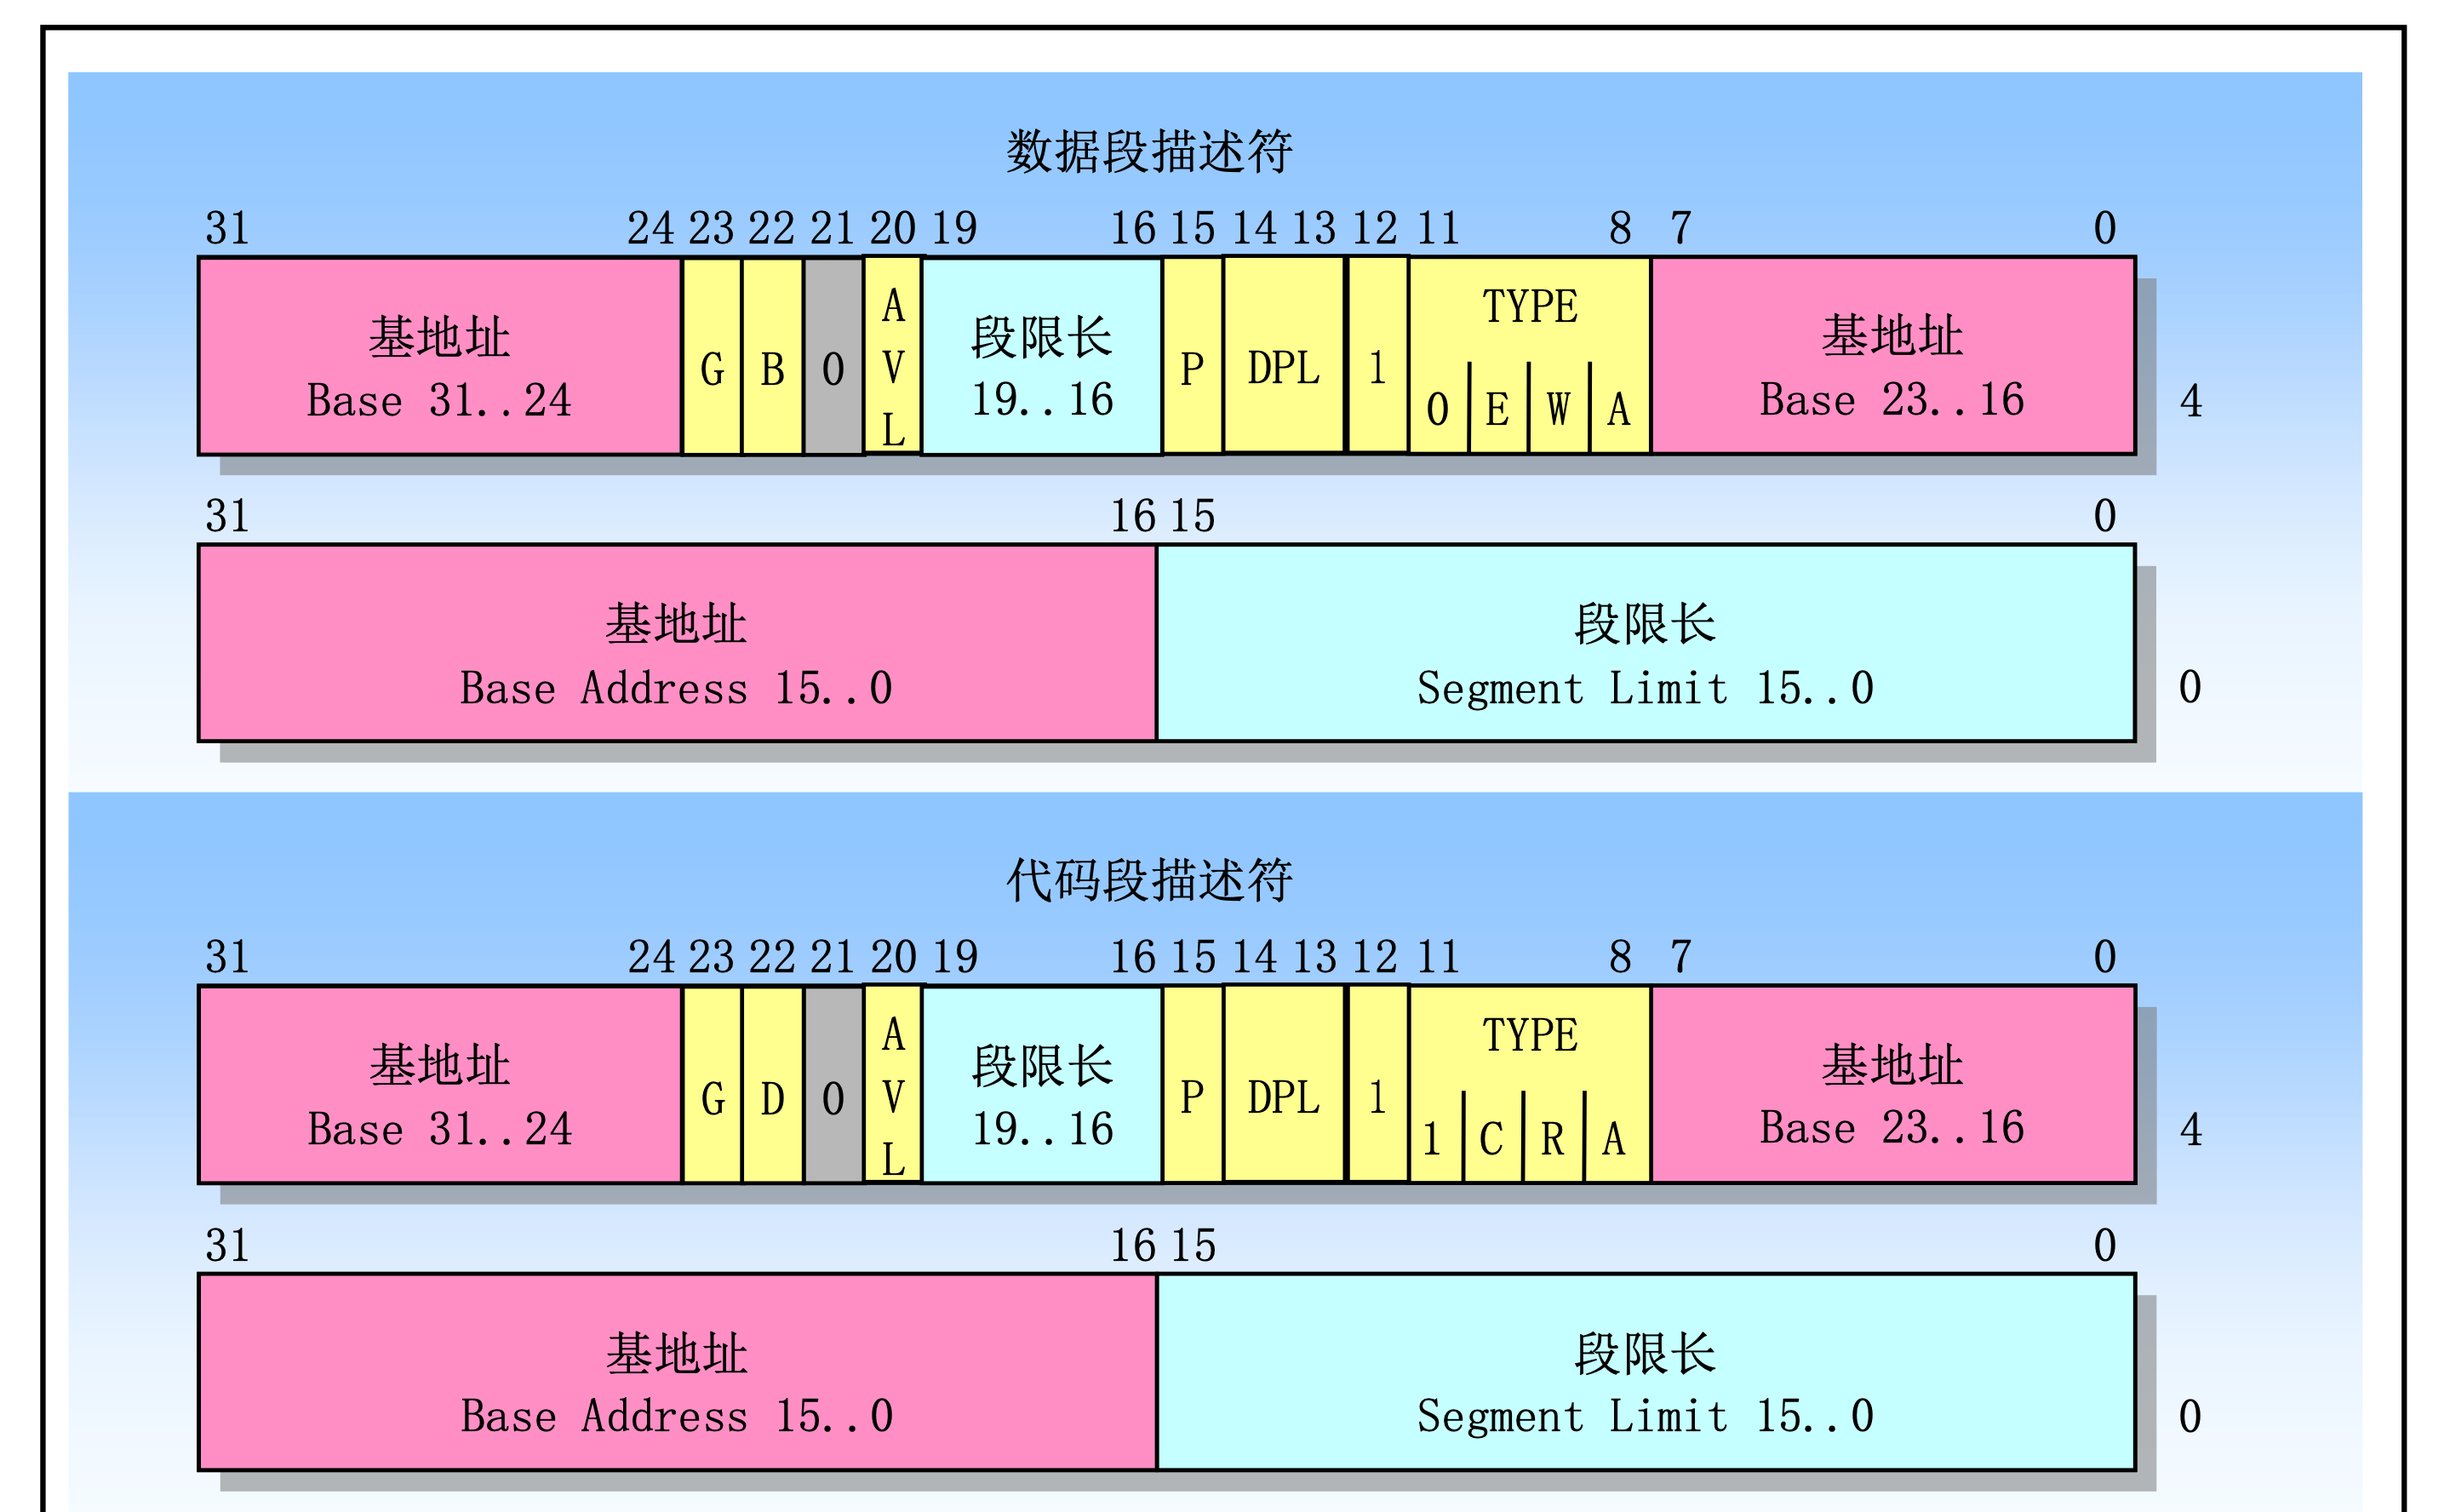 数据段描述符
31 24 23 22 21 20 19 16 15 14 13 12 11 8 7 0
基地址 Base 31..24 G B 0 AVL 段限长 19..16 P DPL 1 TYPE 0 E W A 基地址 Base 23..16 4
31 16 15 0
基地址 Base Address 15..0 段限长 Segment Limit 15..0 0
代码段描述符
31 24 23 22 21 20 19 16 15 14 13 12 11 8 7 0
基地址 Base 31..24 G D 0 AVL 段限长 19..16 P DPL 1 TYPE 1 C R A 基地址 Base 23..16 4
31 16 15 0
基地址 Base Address 15..0 段限长 Segment Limit 15..0 0